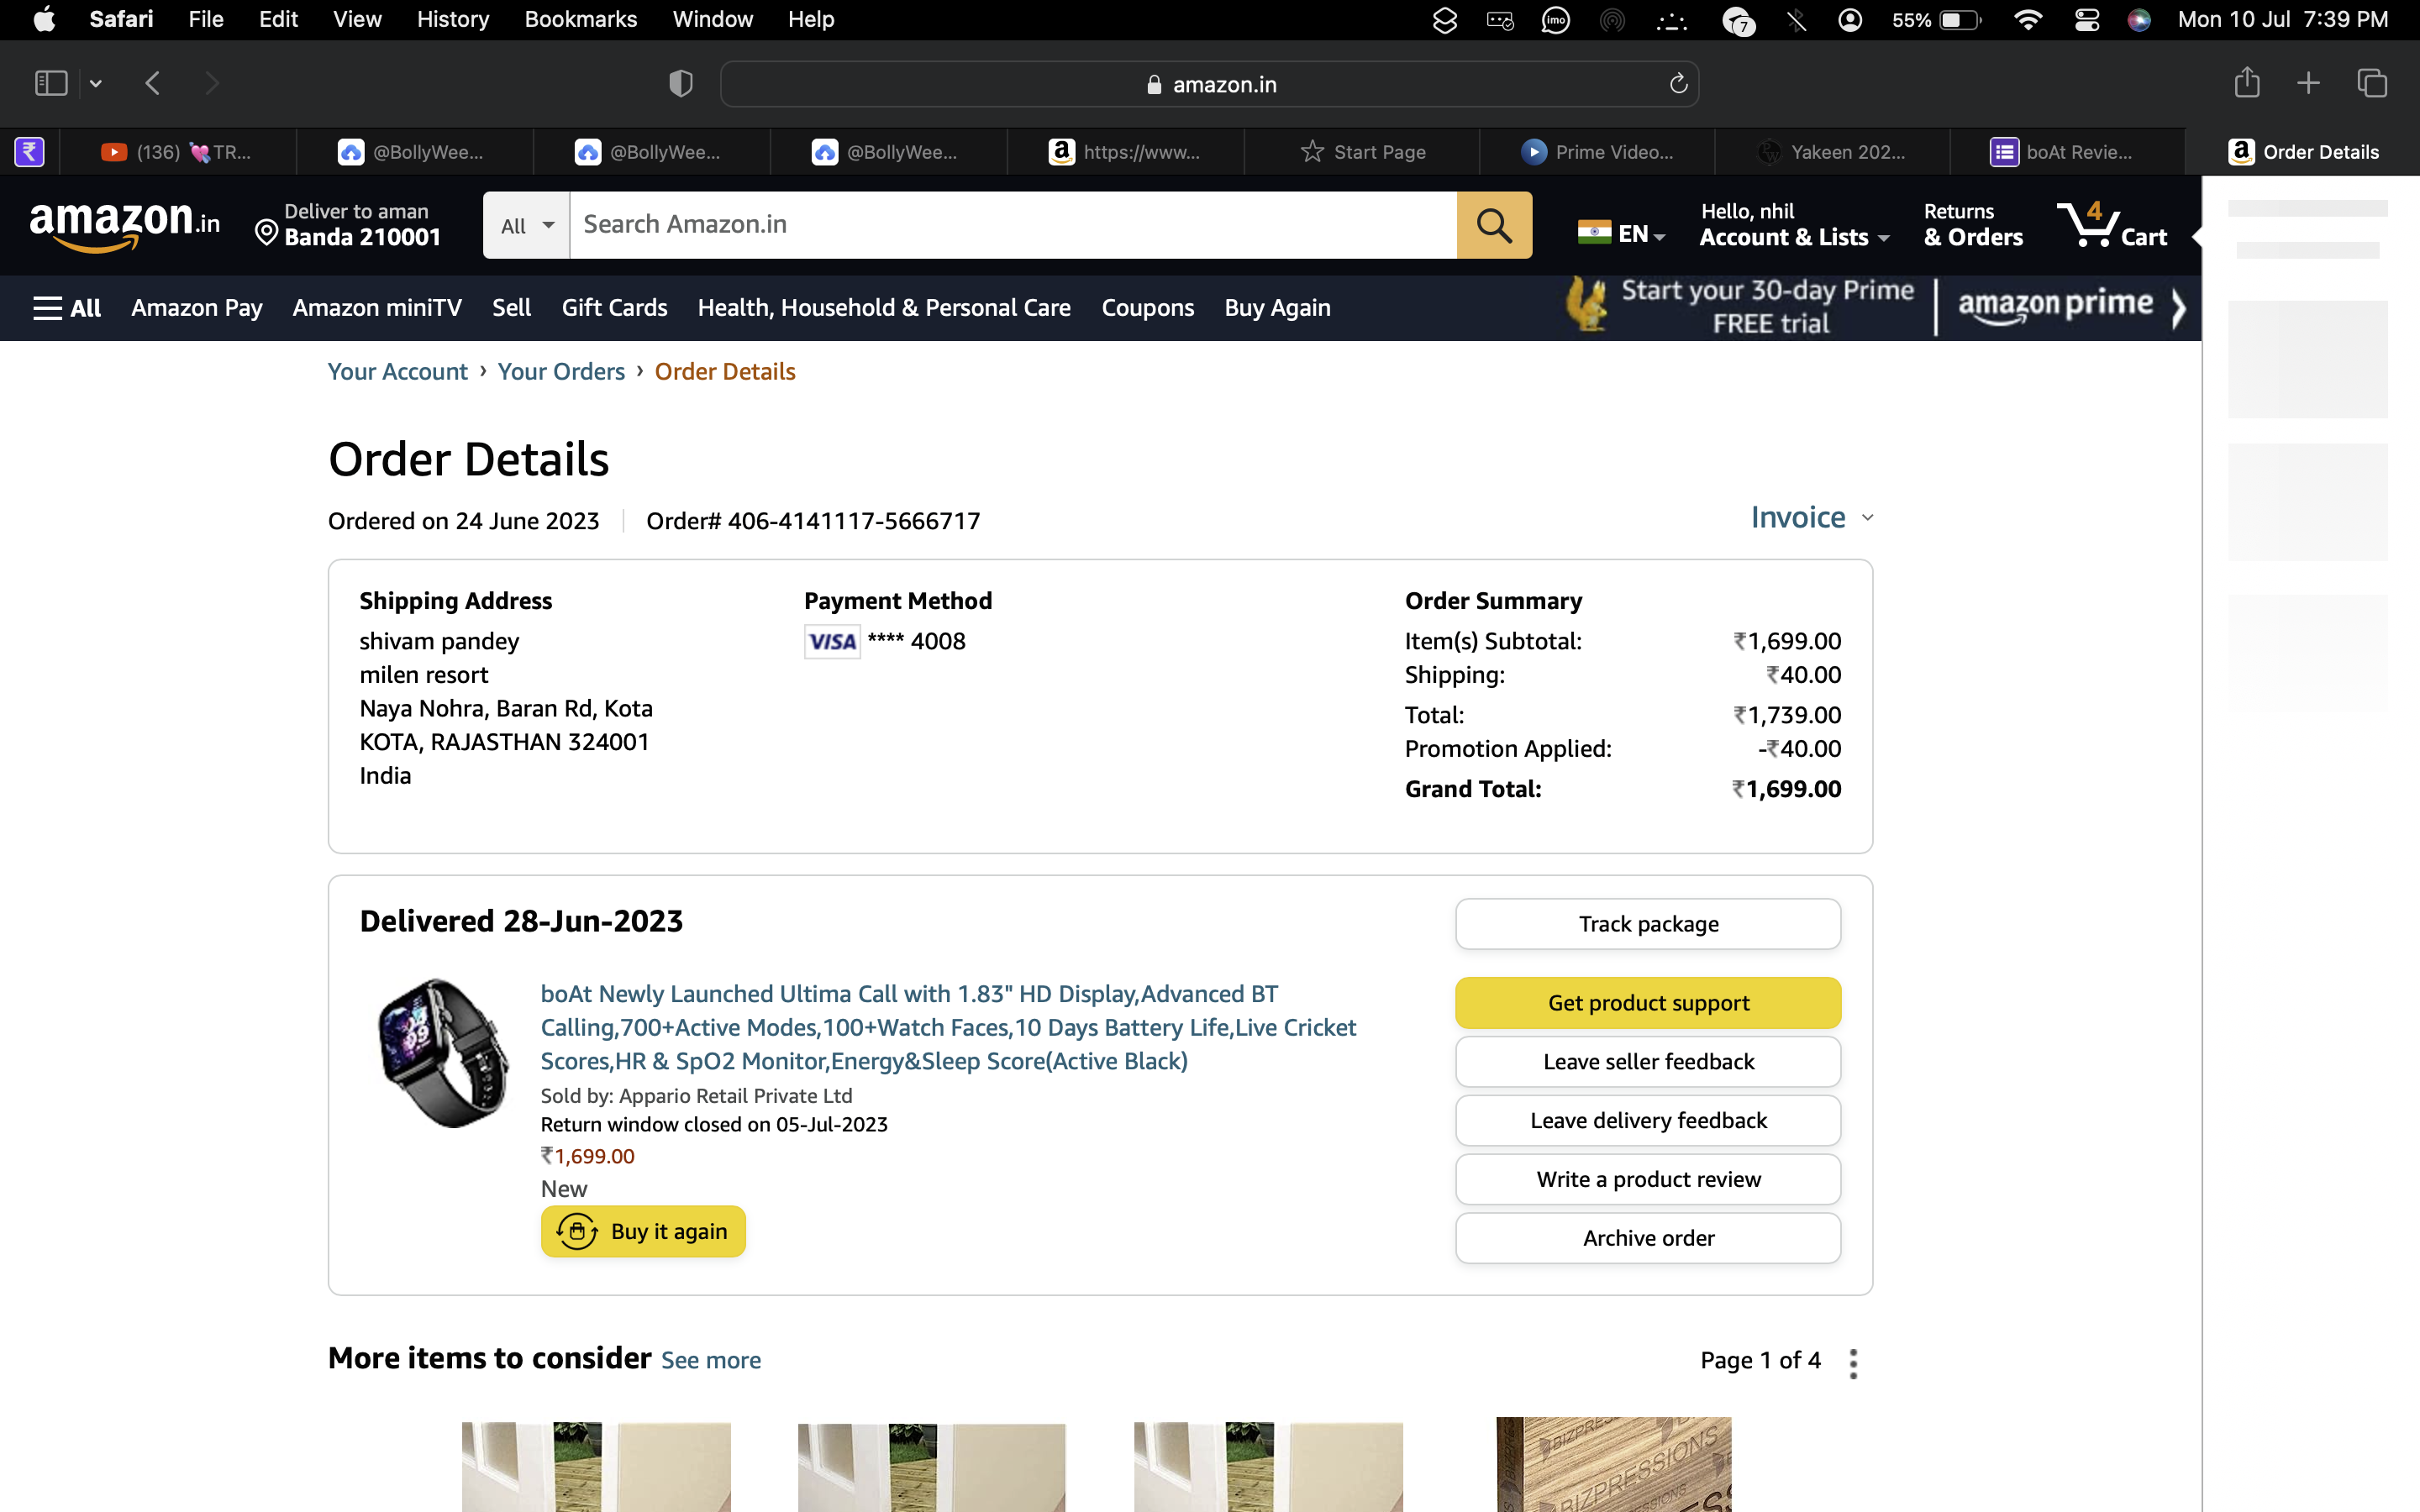 Safari File Edit View History Bookmarks Window Help
imo 7 55% Mon 10 Jul 7:39 PM
amazon.in
₹ (136) 💘TR... @BollyWee... @BollyWee... @BollyWee... https://www... Start Page Prime Video... Yakeen 202... boAt Revie... Order Details
amazon.in
Deliver to aman
Banda 210001
All
Search Amazon.in
EN
Hello, nhil
Account & Lists
Returns
& Orders
4
Cart
All Amazon Pay Amazon miniTV Sell Gift Cards Health, Household & Personal Care Coupons Buy Again
Start your 30-day Prime
FREE trial
amazon prime
Your Account › Your Orders › Order Details
Order Details
Ordered on 24 June 2023 Order# 406-4141117-5666717
Invoice
Shipping Address
shivam pandey
milen resort
Naya Nohra, Baran Rd, Kota
KOTA, RAJASTHAN 324001
India
Payment Method
VISA **** 4008
Order Summary
Item(s) Subtotal: ₹1,699.00
Shipping: ₹40.00
Total: ₹1,739.00
Promotion Applied: -₹40.00
Grand Total: ₹1,699.00
Delivered 28-Jun-2023
boAt Newly Launched Ultima Call with 1.83" HD Display,Advanced BT
Calling,700+Active Modes,100+Watch Faces,10 Days Battery Life,Live Cricket
Scores,HR & SpO2 Monitor,Energy&Sleep Score(Active Black)
Sold by: Appario Retail Private Ltd
Return window closed on 05-Jul-2023
₹1,699.00
New
Buy it again
Track package
Get product support
Leave seller feedback
Leave delivery feedback
Write a product review
Archive order
More items to consider See more
Page 1 of 4
BIZPRESSIONS
BIZPRESSIONS